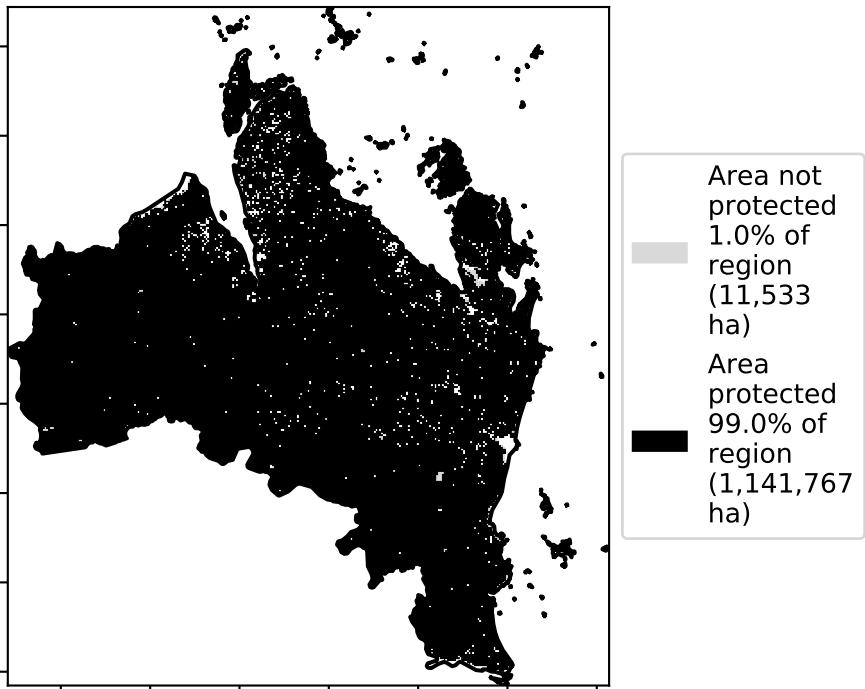 Area not
protected
1.0% of
region
(11,533
ha)
Area
protected
99.0% of
region
(1,141,767
ha)